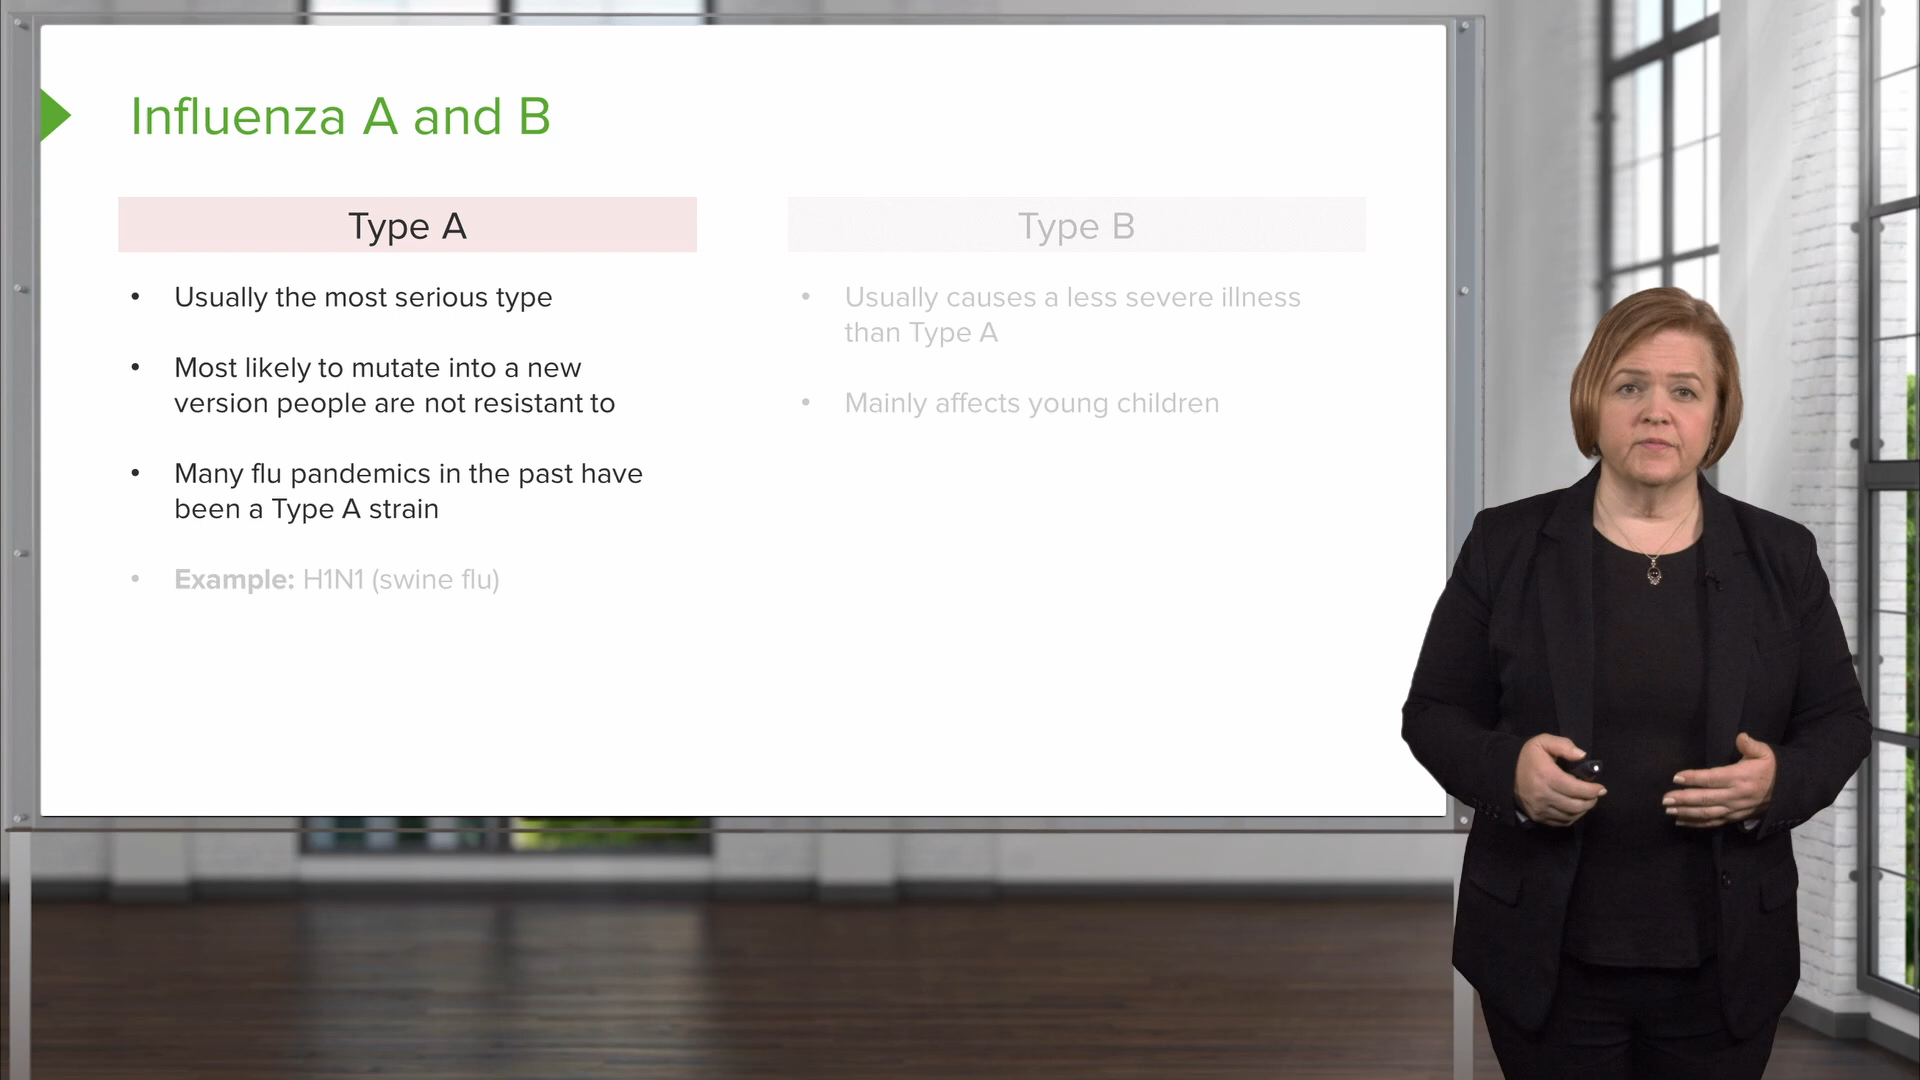 Influenza A and B
Type A
• Usually the most serious type
• Most likely to mutate into a new
version people are not resistant to
• Many flu pandemics in the past have
been a Type A strain
• Example: H1N1 (swine flu)
Type B
• Usually causes a less severe illness
than Type A
• Mainly affects young children